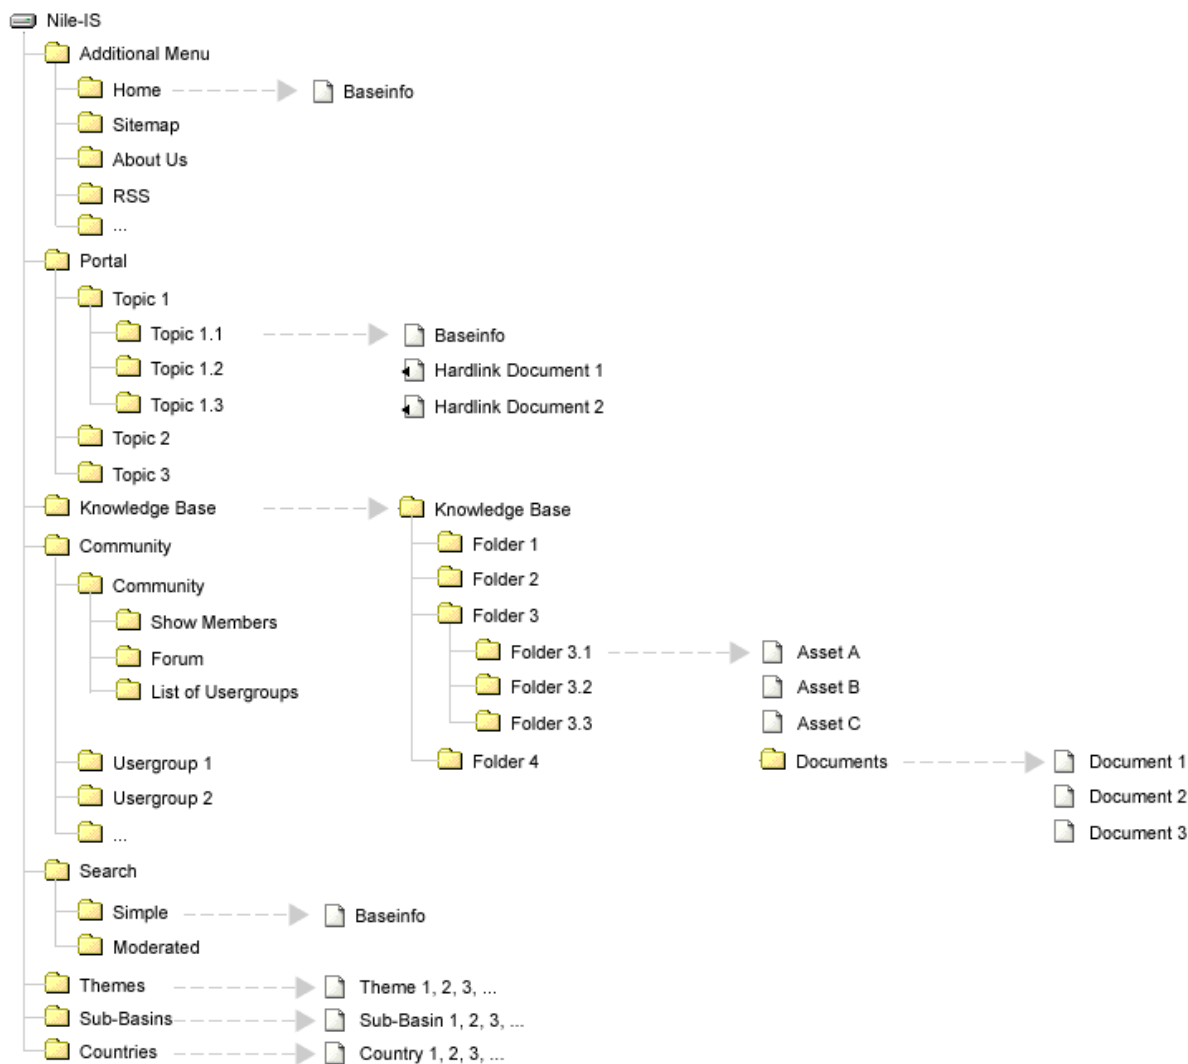 Nile-IS
Additional Menu
Home Baseinfo
Sitemap
About Us
RSS
...
Portal
Topic 1
Topic 1.1 Baseinfo
Topic 1.2 Hardlink Document 1
Topic 1.3 Hardlink Document 2
Topic 2
Topic 3
Knowledge Base Knowledge Base
Folder 1
Community
Folder 2
Community
Folder 3
Show Members
Forum Folder 3.1 Asset A
List of Usergroups Folder 3.2 Asset B
Folder 3.3 Asset C
Usergroup 1 Folder 4 Documents Document 1
Usergroup 2 Document 2
... Document 3
Search
Simple Baseinfo
Moderated
Themes Theme 1, 2, 3, ...
Sub-Basins Sub-Basin 1, 2, 3, ...
Countries Country 1, 2, 3, ...